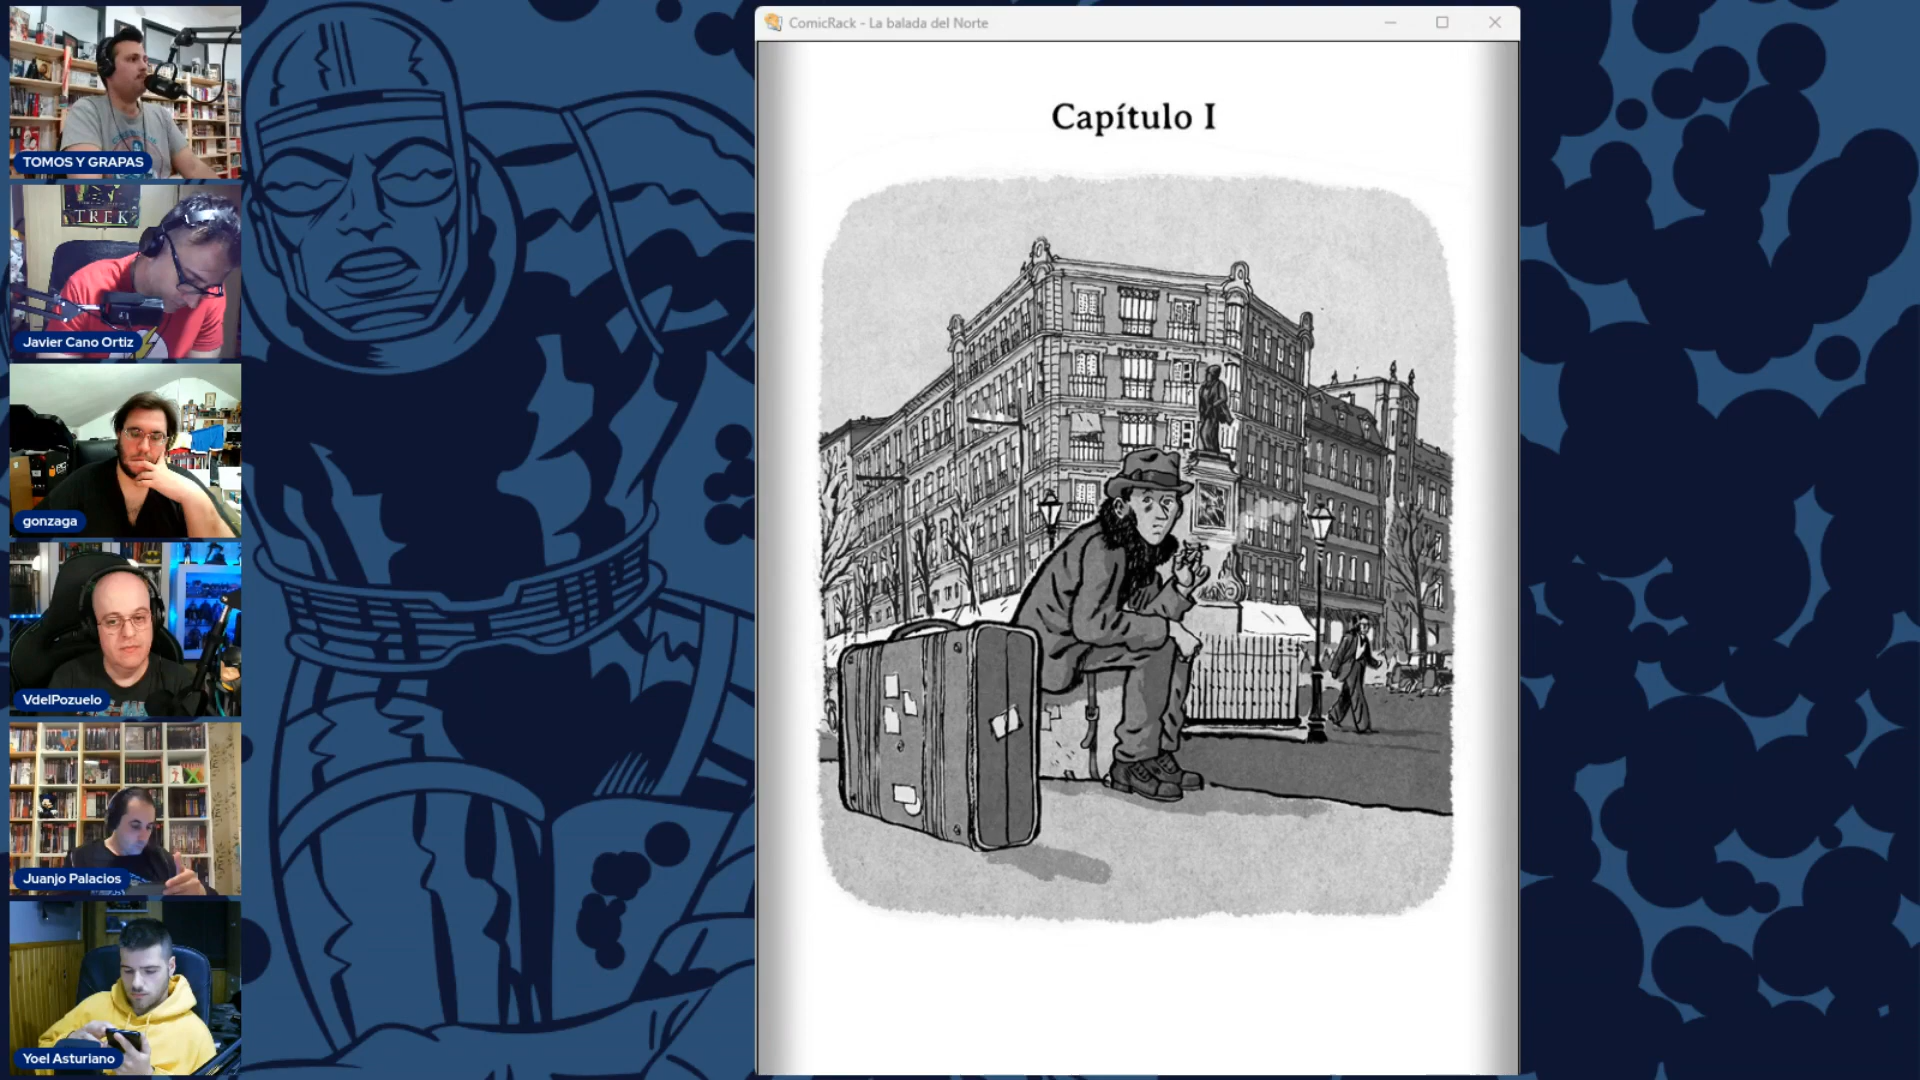 TOMOS Y GRAPAS
TREK
Javier Cano Ortiz
gonzaga
VdelPozuelo
Juanjo Palacios
Yoel Asturiano
ComicRack - La balada del Norte
Capítulo I